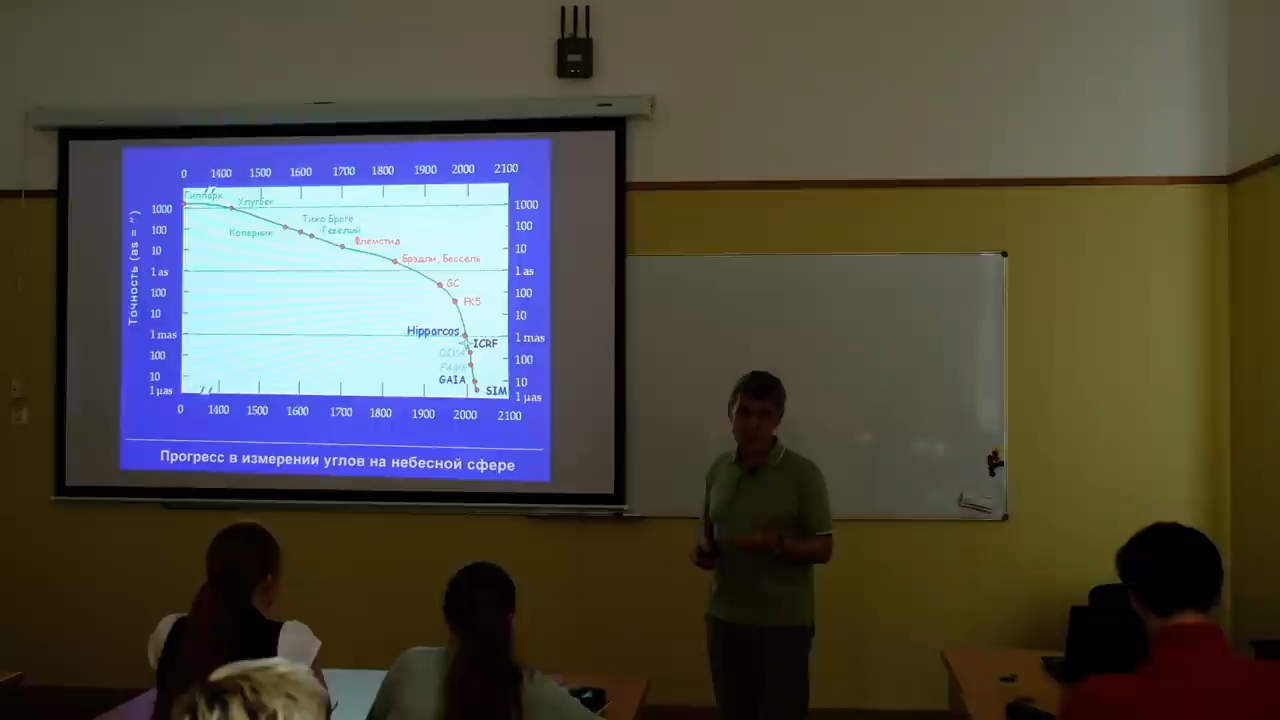 0 1400 1500 1600 1700 1800 1900 2000 2100
Гиппарх
Улугбек
1000 1000
Тихо Браге
100 Коперник Гевелий 100
Флемстид
10 10
Брэдли, Бессель
1 as 1 as
GC
100 100
FK5
10 10
Hipparcos
1 mas 1 mas
ICRF
100 100
GAIA
10 10
SIM
1 μas 1 μas
0 1400 1500 1600 1700 1800 1900 2000 2100
Точность (as = ")
Прогресс в измерении углов на небесной сфере